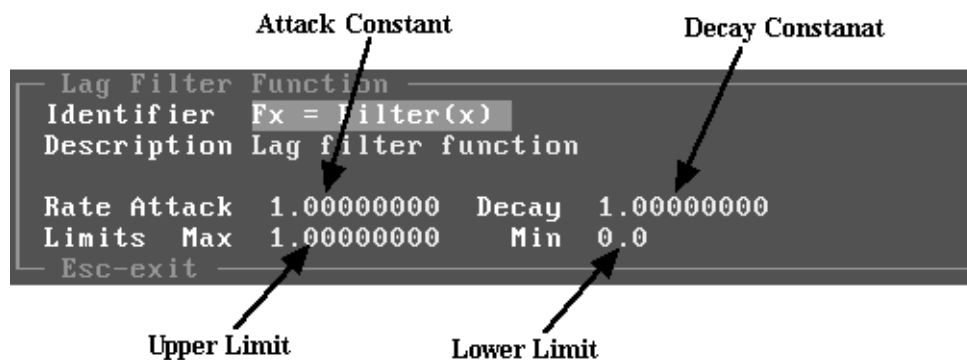 Attack Constant
Decay Constanat
Lag Filter Function
Identifier Fx = Filter(x)
Description Lag filter function
Rate Attack 1.00000000 Decay 1.00000000
Limits Max 1.00000000 Min 0.0
Esc-exit
Upper Limit
Lower Limit